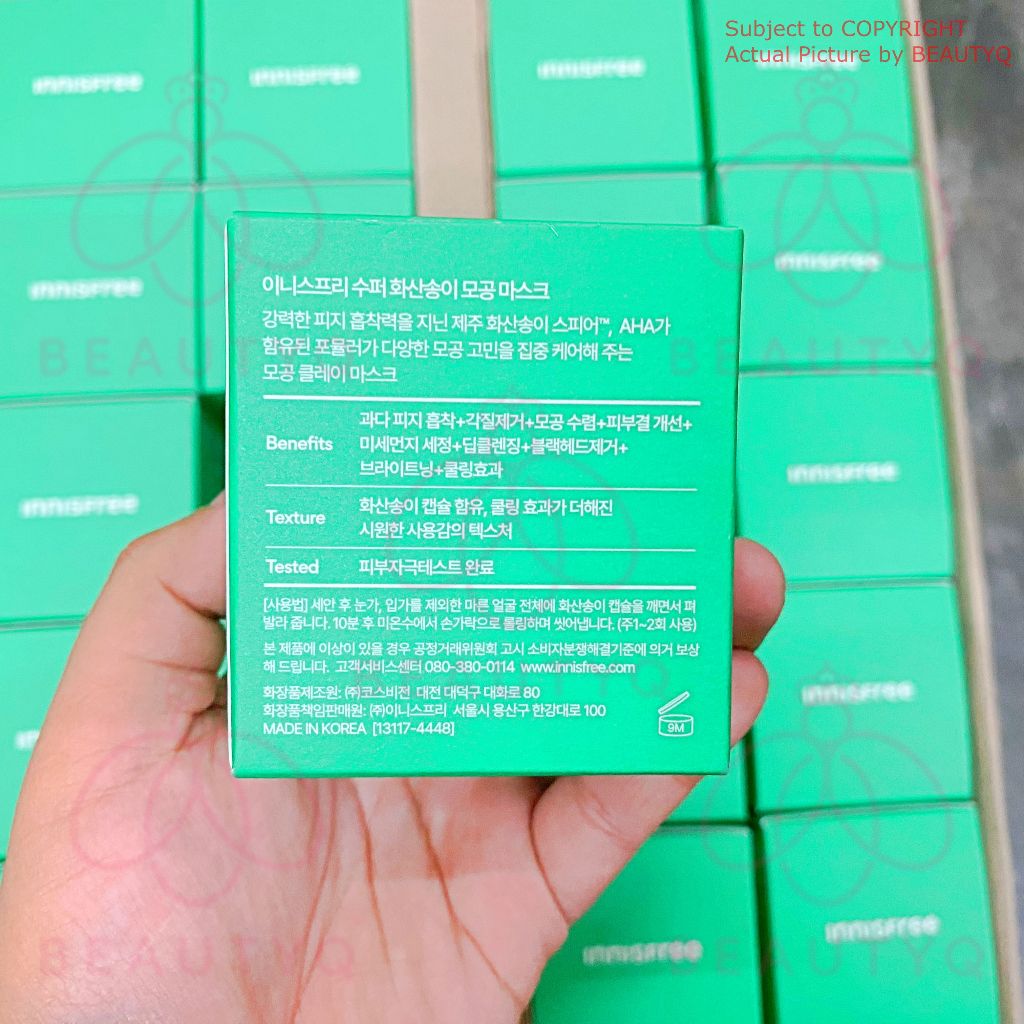 Subject to COPYRIGHT
Actual Picture by BEAUTYQ
innisfree
innisfree
innisfree
innisfree
innisfree
innisfree
innisfree
innisfree
innisfree
innisfree
innisfree
BEAUTYQ
BEAUTYQ
이니스프리 수퍼 화산송이 모공 마스크
강력한 피지 흡착력을 지닌 제주 화산송이 스피어™, AHA가
함유된 포뮬러가 다양한 모공 고민을 집중 케어해 주는
모공 클레이 마스크
Benefits 과다 피지 흡착+각질제거+모공 수렴+피부결 개선+
미세먼지 세정+딥클렌징+블랙헤드제거+
브라이트닝+쿨링효과
Texture 화산송이 캡슐 함유, 쿨링 효과가 더해진
시원한 사용감의 텍스처
Tested 피부자극테스트 완료
[사용법] 세안 후 눈가, 입가를 제외한 마른 얼굴 전체에 화산송이 캡슐을 깨면서 펴
발라 줍니다. 10분 후 미온수에서 손가락으로 롤링하며 씻어냅니다. (주1~2회 사용)
본 제품에 이상이 있을 경우 공정거래위원회 고시 소비자분쟁해결기준에 의거 보상
해 드립니다. 고객서비스센터 080-380-0114 www.innisfree.com
화장품제조원: ㈜코스비전 대전 대덕구 대화로 80
화장품책임판매원: ㈜이니스프리 서울시 용산구 한강대로 100
MADE IN KOREA [13117-4448]
9M
BEAUTYQ
BEAUTYQ
BEAUTYQ